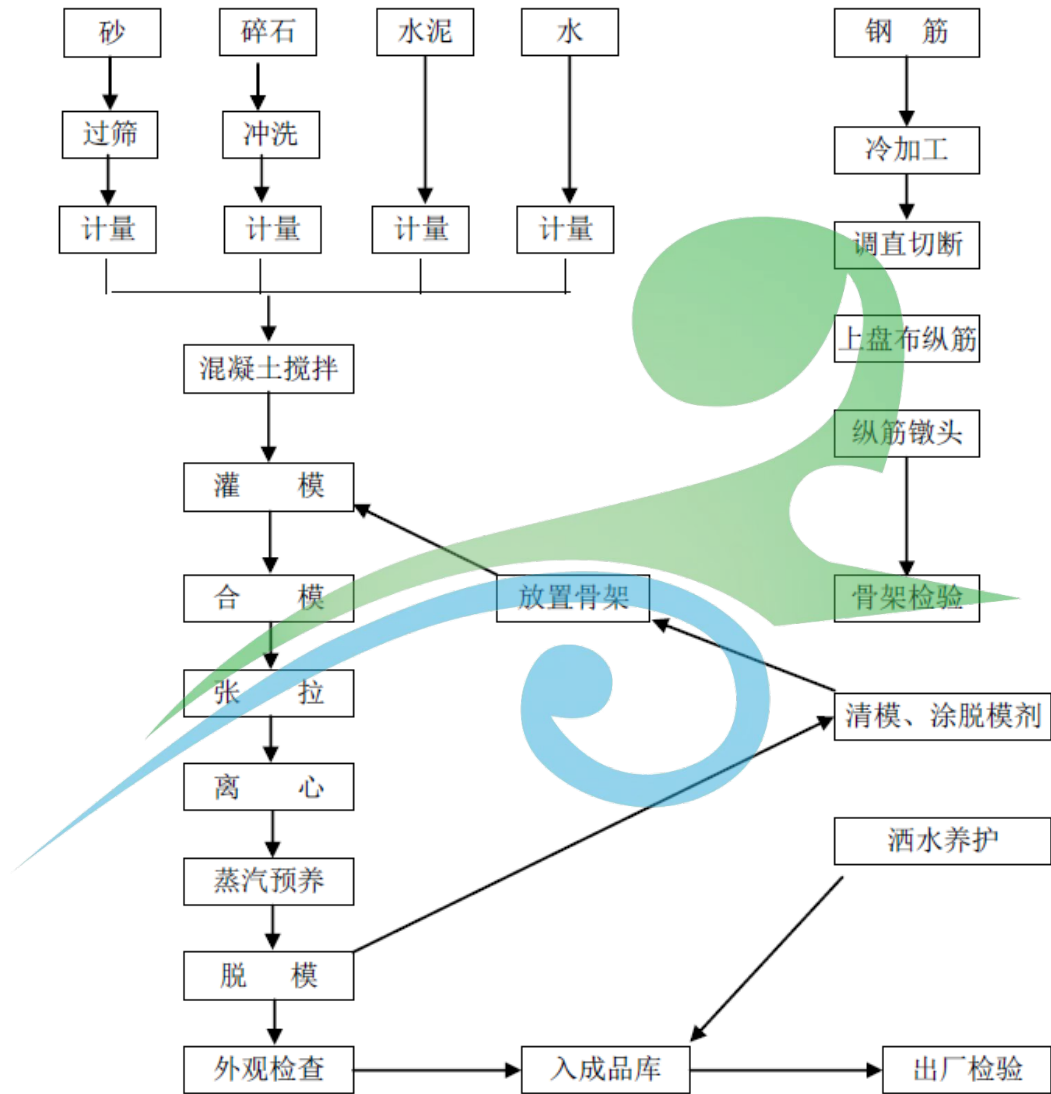 砂 碎石 水泥 水 钢 筋
过筛 冲洗 冷加工
计量 计量 计量 计量 调直切断
上盘布纵筋
混凝土搅拌
纵筋镦头
灌 模
合 模 放置骨架 骨架检验
张 拉 清模、涂脱模剂
离 心
洒水养护
蒸汽预养
脱 模
外观检查 入成品库 出厂检验